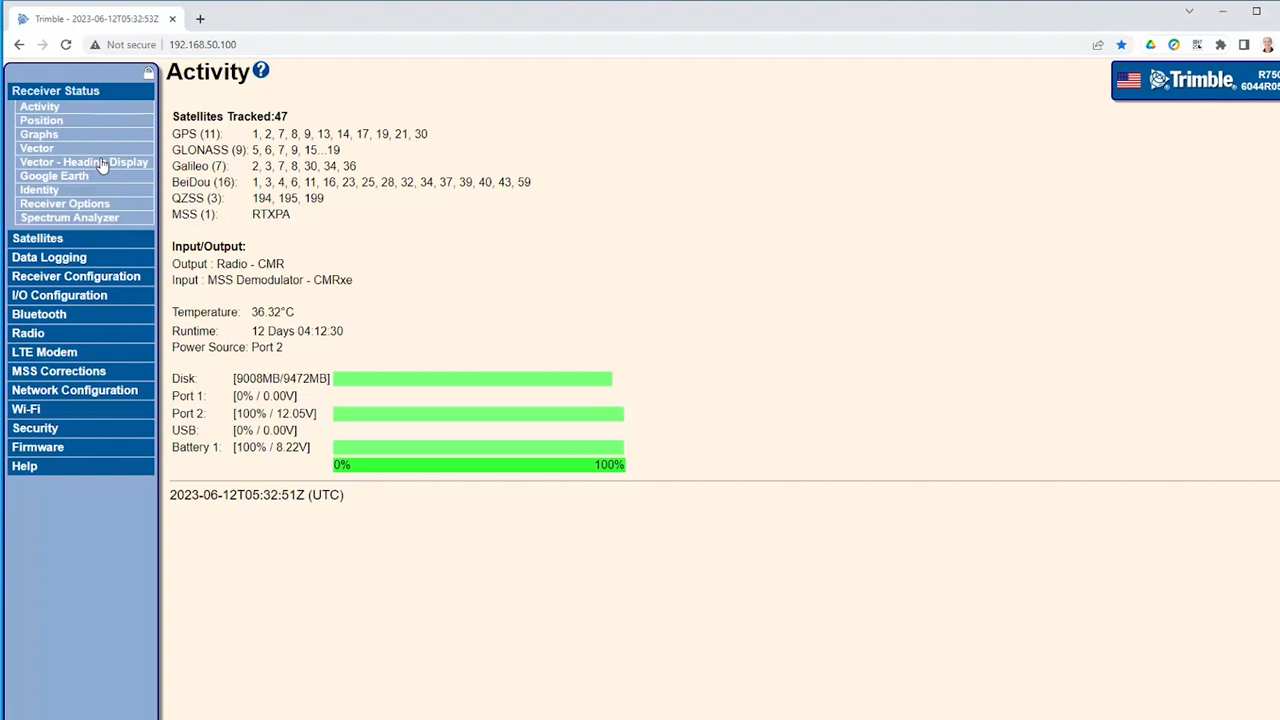 Trimble - 2023-06-12T05:32:53Z
Not secure
192.168.50.100
Receiver Status
Activity
Position
Graphs
Vector
Vector - Heading Display
Google Earth
Identity
Receiver Options
Spectrum Analyzer
Satellites
Data Logging
Receiver Configuration
I/O Configuration
Bluetooth
Radio
LTE Modem
MSS Corrections
Network Configuration
Wi-Fi
Security
Firmware
Help
Activity ?
Trimble.
R750
6044R05
Satellites Tracked:47
GPS (11): 1, 2, 7, 8, 9, 13, 14, 17, 19, 21, 30
GLONASS (9): 5, 6, 7, 9, 15...19
Galileo (7): 2, 3, 7, 8, 30, 34, 36
BeiDou (16): 1, 3, 4, 6, 11, 16, 23, 25, 28, 32, 34, 37, 39, 40, 43, 59
QZSS (3): 194, 195, 199
MSS (1): RTXPA
Input/Output:
Output : Radio - CMR
Input : MSS Demodulator - CMRxe
Temperature: 36.32°C
Runtime: 12 Days 04:12:30
Power Source: Port 2
Disk: [9008MB/9472MB]
Port 1: [0% / 0.00V]
Port 2: [100% / 12.05V]
USB: [0% / 0.00V]
Battery 1: [100% / 8.22V]
0% 100%
2023-06-12T05:32:51Z (UTC)